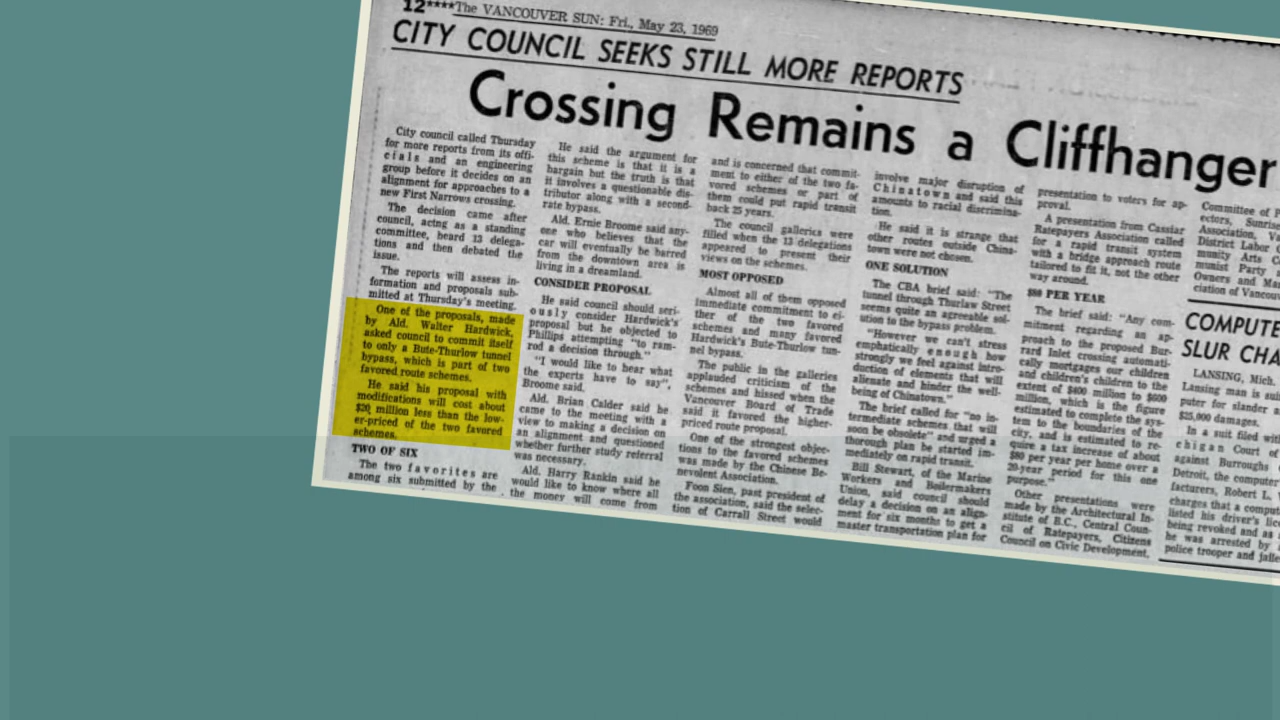 12****The VANCOUVER SUN: Fri., May 23, 1969
CITY COUNCIL SEEKS STILL MORE REPORTS
Crossing Remains a Cliffhanger
City council called Thursday
for more reports from its offi-
cials and an engineering
group before it decides on an
alignment for approaches to a
new First Narrows crossing.
The decision came after
council, acting as a standing
committee, heard 13 delega-
tions and then debated the
issue.
The reports will assess in-
formation and proposals sub-
mitted at Thursday's meeting.
One of the proposals, made
by Ald. Walter Hardwick,
asked council to commit itself
to only a Bute-Thurlow tunnel
bypass, which is part of two
favored route schemes.
He said his proposal with
modifications will cost about
$20 million less than the low-
er-priced of the two favored
schemes.
TWO OF SIX
The two favorites are
among six submitted by the
He said the argument for
this scheme is that it is a
bargain but the truth is that
it involves a questionable dis-
tributor along with a second-
rate bypass.
Ald. Ernie Broome said any-
one who believes that the
car will eventually be barred
from the downtown area is
living in a dreamland.
CONSIDER PROPOSAL
He said council should seri-
ously consider Hardwick's
proposal but he objected to
Phillips attempting "to ram-
rod a decision through."
"I would like to hear what
the experts have to say",
Broome said.
Ald. Brian Calder said he
came to the meeting with a
view to making a decision on
an alignment and questioned
whether further study referral
was necessary.
Ald. Harry Rankin said he
would like to know where all
the money will come from
and is concerned that commit-
ment to either of the two fa-
vored schemes or part of
them could put rapid transit
back 25 years.
The council galleries were
filled when the 13 delegations
appeared to present their
views on the schemes.
MOST OPPOSED
Almost all of them opposed
immediate commitment to ei-
ther of the two favored
schemes and many favored
Hardwick's Bute-Thurlow tun-
nel bypass.
The public in the galleries
applauded criticism of the
schemes and hissed when the
Vancouver Board of Trade
said it favored the higher-
priced route proposal.
One of the strongest objec-
tions to the favored schemes
was made by the Chinese Be-
nevolent Association.
Foon Sien, past president of
the association, said the selec-
tion of Carrall Street would
involve major disruption of
Chinatown and said this
amounts to racial discrimina-
tion.
He said it is strange that
other routes outside China-
town were not chosen.
ONE SOLUTION
The CBA brief said: "The
tunnel through Thurlaw Street
seems quite an agreeable sol-
ution to the bypass problem.
"However we can't stress
emphatically enough how
strongly we feel against intro-
duction of elements that will
alienate and hinder the well-
being of Chinatown."
The brief called for "no in-
termediate schemes that will
soon be obsolete" and urged a
thorough plan be started im-
mediately on rapid transit.
Bill Stewart, of the Marine
Workers and Boilermakers
Union, said council should
delay a decision on an align-
ment for six months to get a
master transportation plan for
presentation to voters for ap-
proval.
A presentation from Cassiar
Ratepayers Association called
for a rapid transit system
with a bridge approach route
tailored to fit it, not the other
way around.
$80 PER YEAR
The brief said: "Any com-
mitment regarding an ap-
proach to the proposed Bur-
rard Inlet crossing automati-
cally mortgages our children
and children's children to the
extent of $400 million to $600
million, which is the figure
estimated to complete the sys-
tem to the boundaries of the
city, and is estimated to re-
quire a tax increase of about
$80 per year per home over a
20-year period for this one
purpose."
Other presentations were
made by the Architectural In-
stitute of B.C., Central Coun-
cil of Ratepayers, Citizens
Council on Civic Development,
Committee of
ectors, Sunris
Association, V
District Labor C
munity Arts C
munist Party
Owners and Ma
ciation of Vancou
COMPUTE
SLUR CHA
LANSING, Mich.
Lansing man is sui
puter for slander a
$25,000 damages.
In a suit filed wit
chigan Court of
against Burroughs
Detroit, the computer
facturers, Robert L.
charges that a comput
listed his driver's lic
being revoked and as
he was arrested by
police trooper and jaile